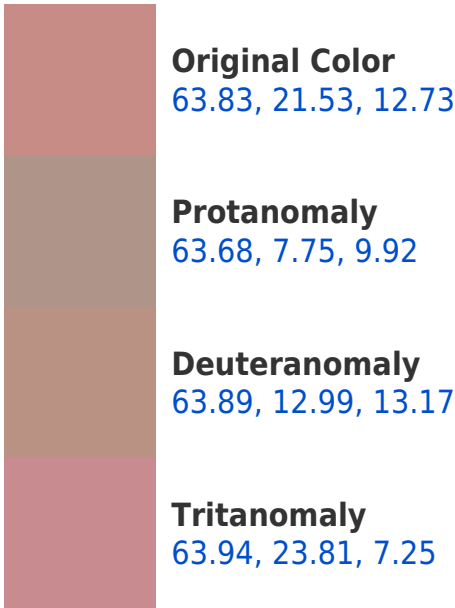 Original Color
63.83, 21.53, 12.73
Protanomaly
63.68, 7.75, 9.92
Deuteranomaly
63.89, 12.99, 13.17
Tritanomaly
63.94, 23.81, 7.25